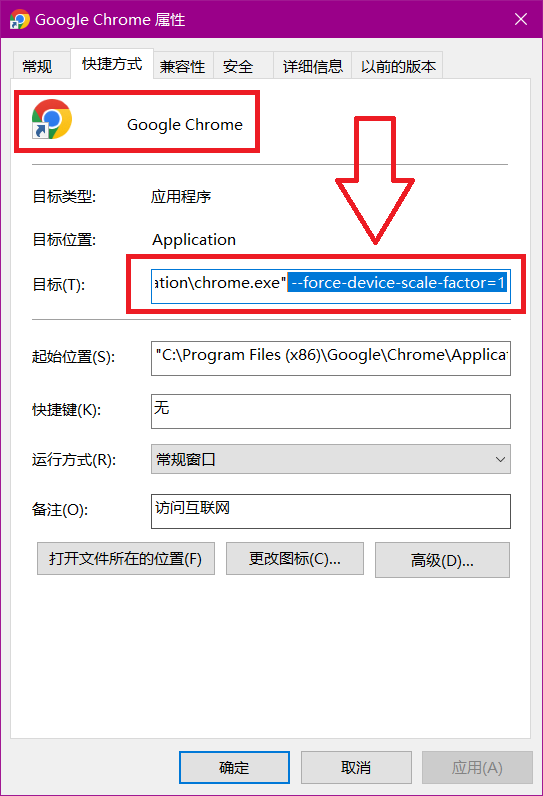 Google Chrome 属性
常规 快捷方式 兼容性 安全 详细信息 以前的版本
Google Chrome
目标类型: 应用程序
目标位置: Application
目标(T): ation\chrome.exe" --force-device-scale-factor=1
起始位置(S): "C:\Program Files (x86)\Google\Chrome\Applicat
快捷键(K): 无
运行方式(R): 常规窗口
备注(O): 访问互联网
打开文件所在的位置(F) 更改图标(C)... 高级(D)...
确定 取消 应用(A)